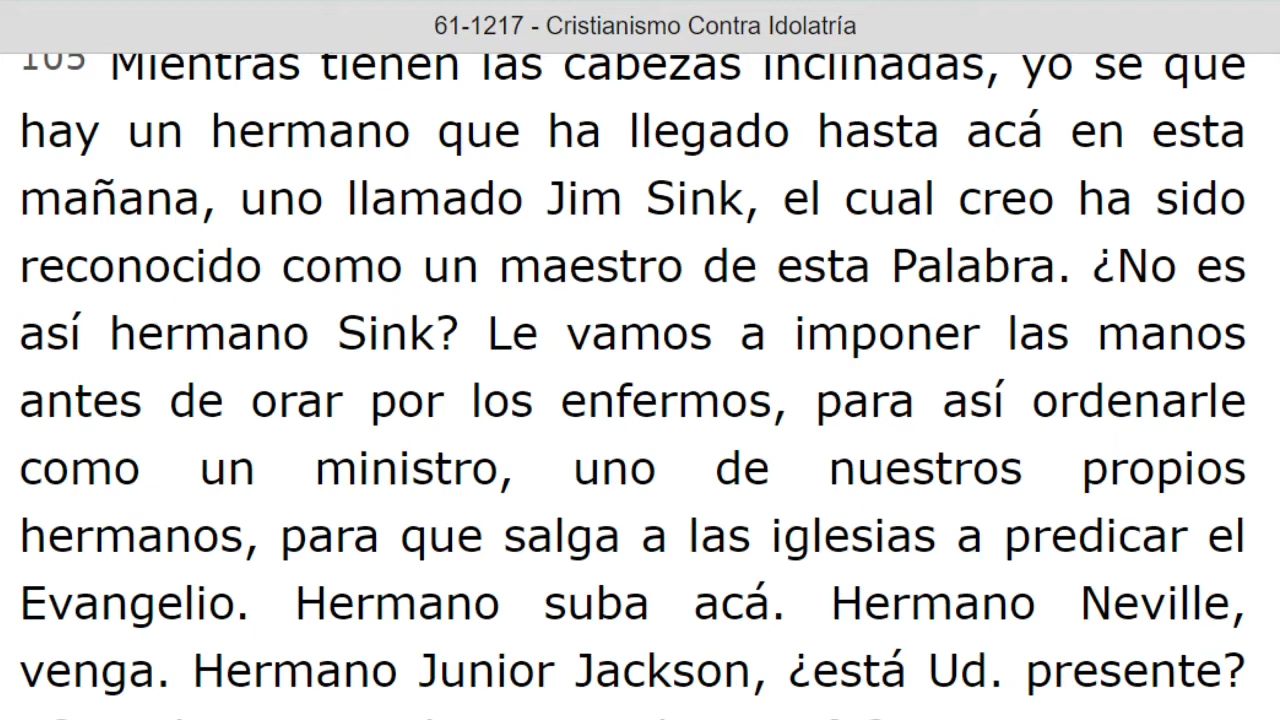 61-1217 - Cristianismo Contra Idolatría
105 Mientras tienen las cabezas inclinadas, yo sé que
hay un hermano que ha llegado hasta acá en esta
mañana, uno llamado Jim Sink, el cual creo ha sido
reconocido como un maestro de esta Palabra. ¿No es
así hermano Sink? Le vamos a imponer las manos
antes de orar por los enfermos, para así ordenarle
como un ministro, uno de nuestros propios
hermanos, para que salga a las iglesias a predicar el
Evangelio. Hermano suba acá. Hermano Neville,
venga. Hermano Junior Jackson, ¿está Ud. presente?